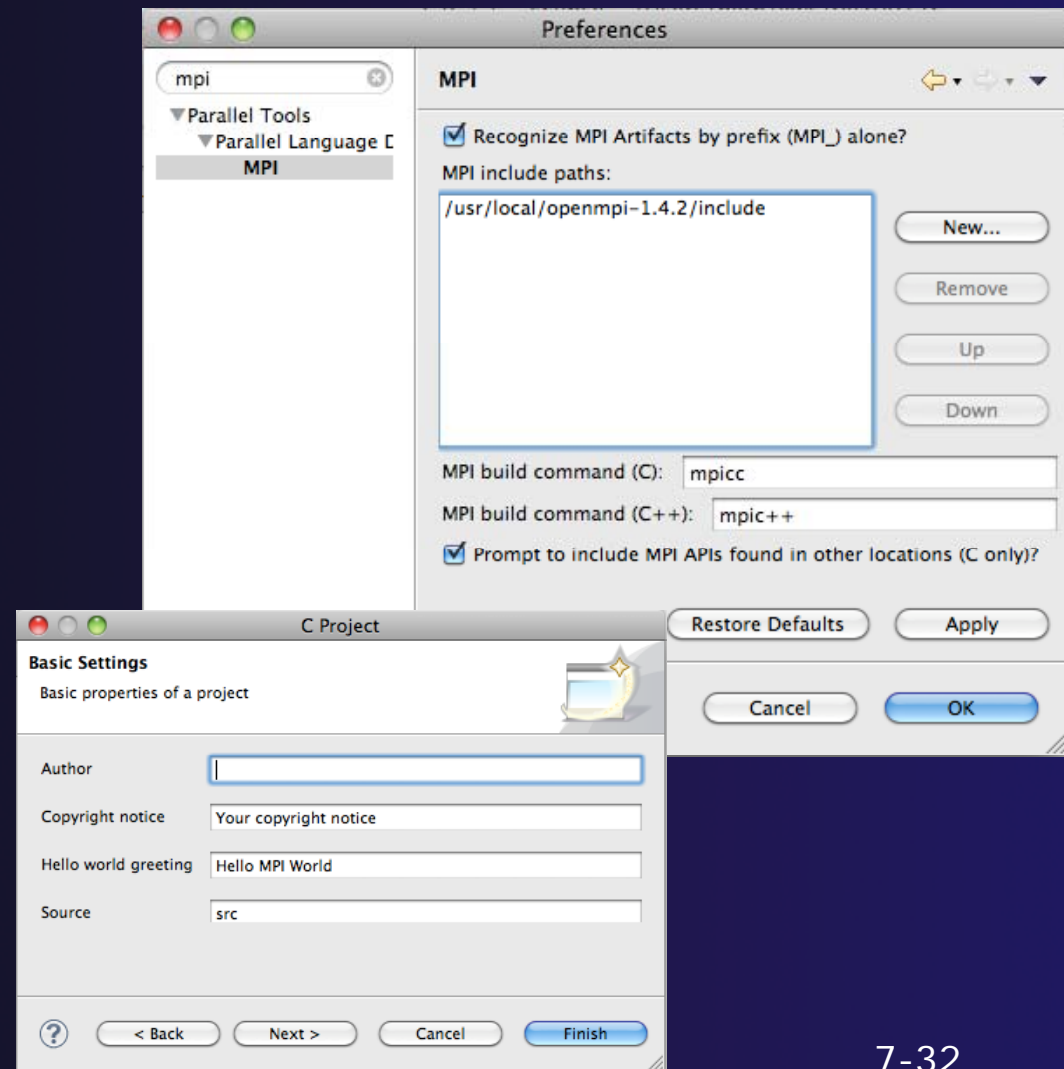 Preferences
mpi
Parallel Tools
Parallel Language D
MPI
MPI
Recognize MPI Artifacts by prefix (MPI_) alone?
MPI include paths:
/usr/local/openmpi-1.4.2/include
New...
Remove
Up
Down
MPI build command (C): mpicc
MPI build command (C++): mpic++
Prompt to include MPI APIs found in other locations (C only)?
Restore Defaults Apply
Cancel OK
C Project
Basic Settings
Basic properties of a project
Author
Copyright notice Your copyright notice
Hello world greeting Hello MPI World
Source src
? < Back Next > Cancel Finish
7-32